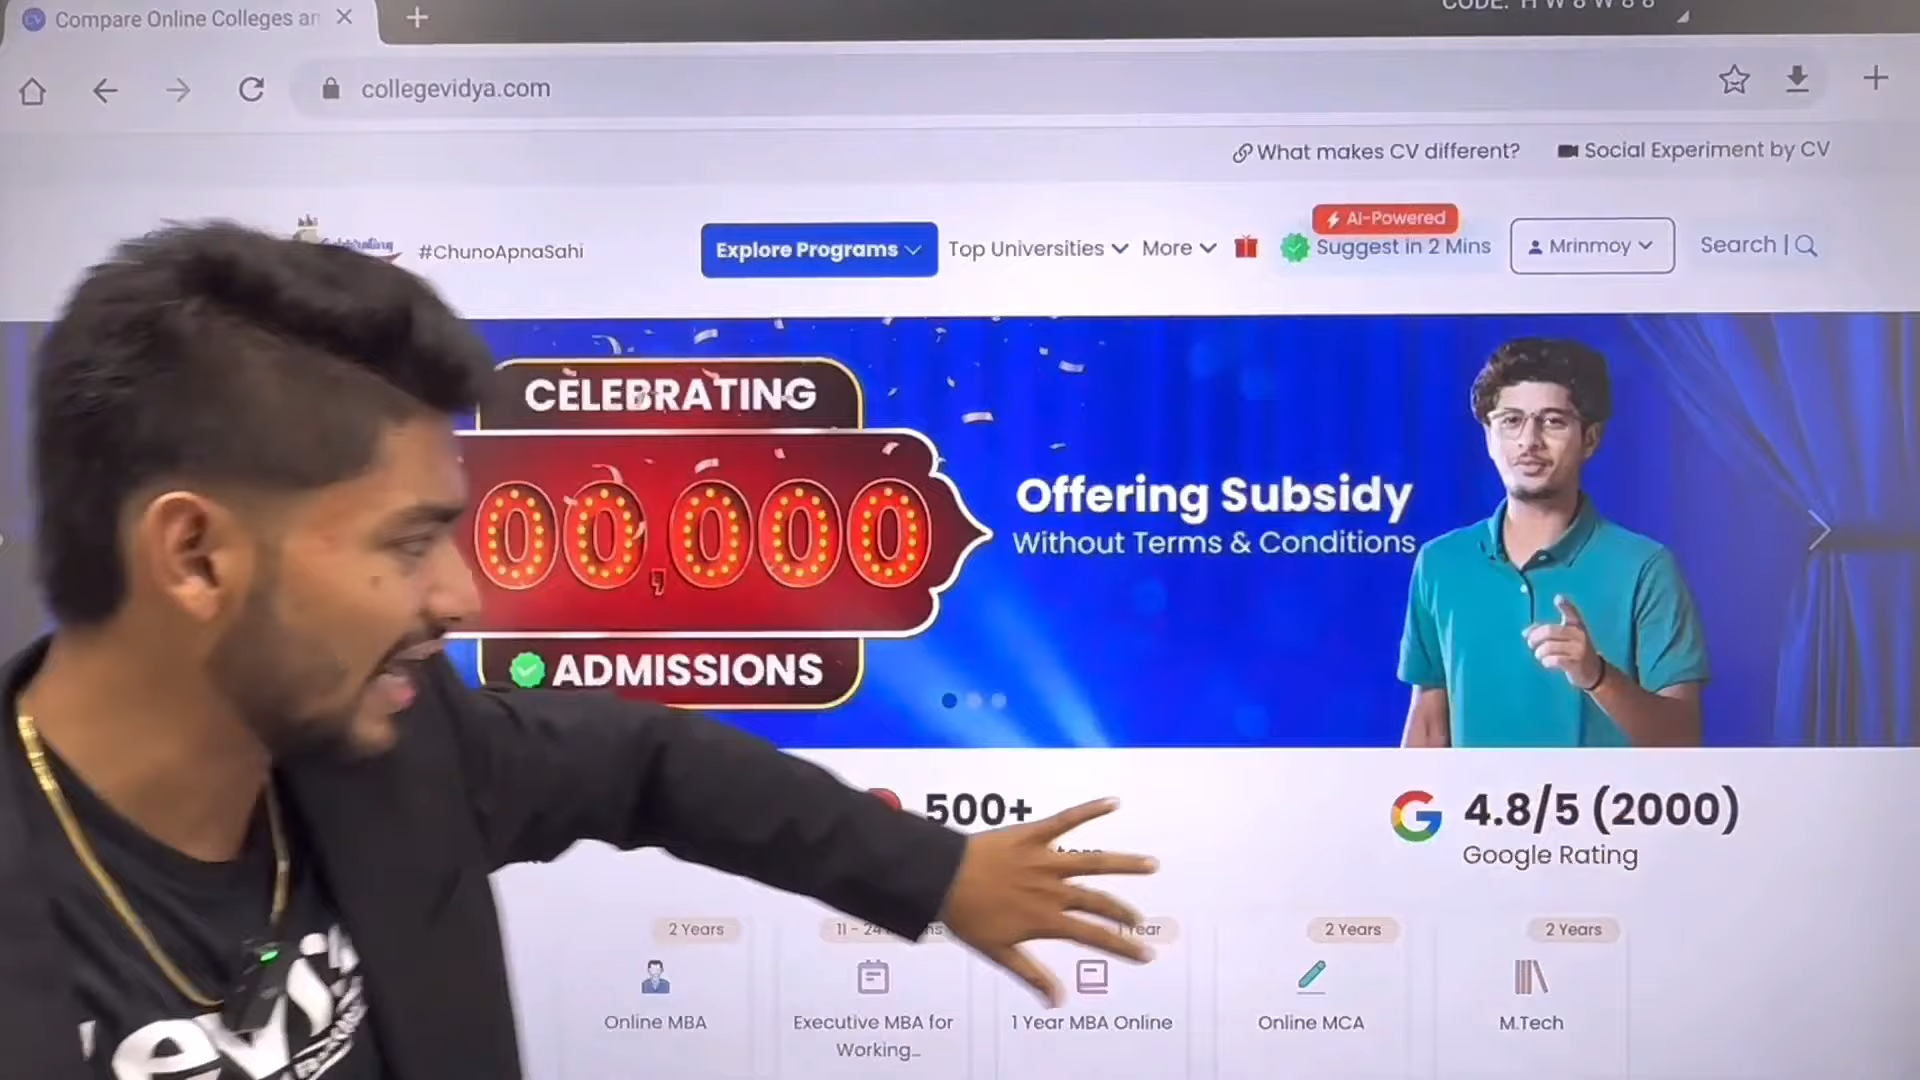 Compare Online Colleges an
collegevidya.com
What makes CV different?
Social Experiment by CV
#ChunoApnaSahi
Explore Programs
Top Universities
More
AI-Powered
Suggest in 2 Mins
Mrinmoy
Search |
CELEBRATING
00,000
ADMISSIONS
Offering Subsidy
Without Terms & Conditions
500+
4.8/5 (2000)
Google Rating
2 Years
Online MBA
Executive MBA for
Working...
1 Year MBA Online
2 Years
Online MCA
2 Years
M.Tech